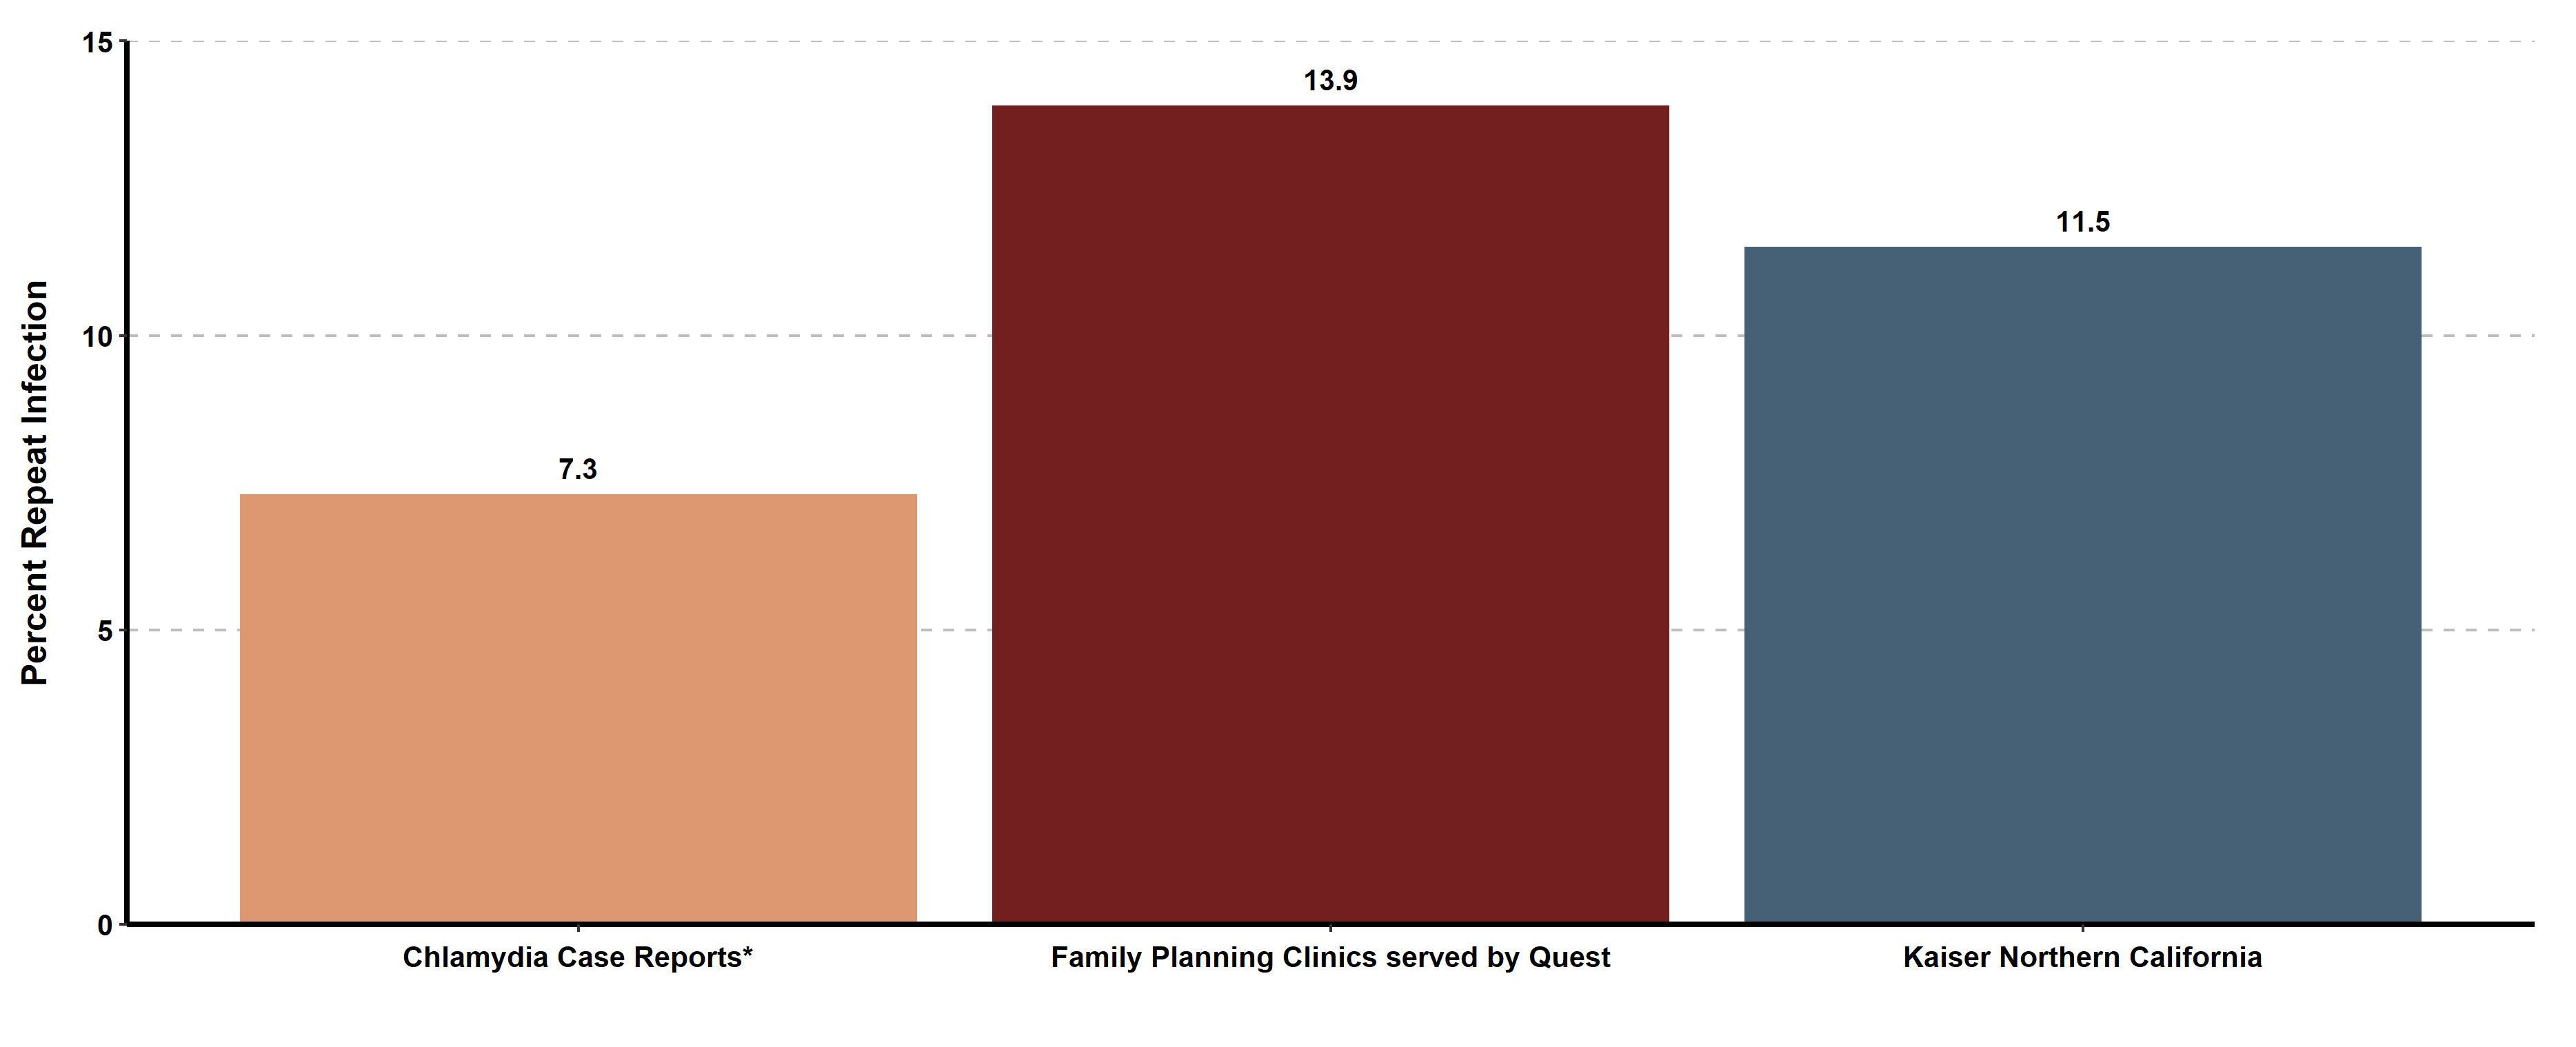 Percent Repeat Infection
15
10
5
0
7.3
13.9
11.5
Chlamydia Case Reports*
Family Planning Clinics served by Quest
Kaiser Northern California